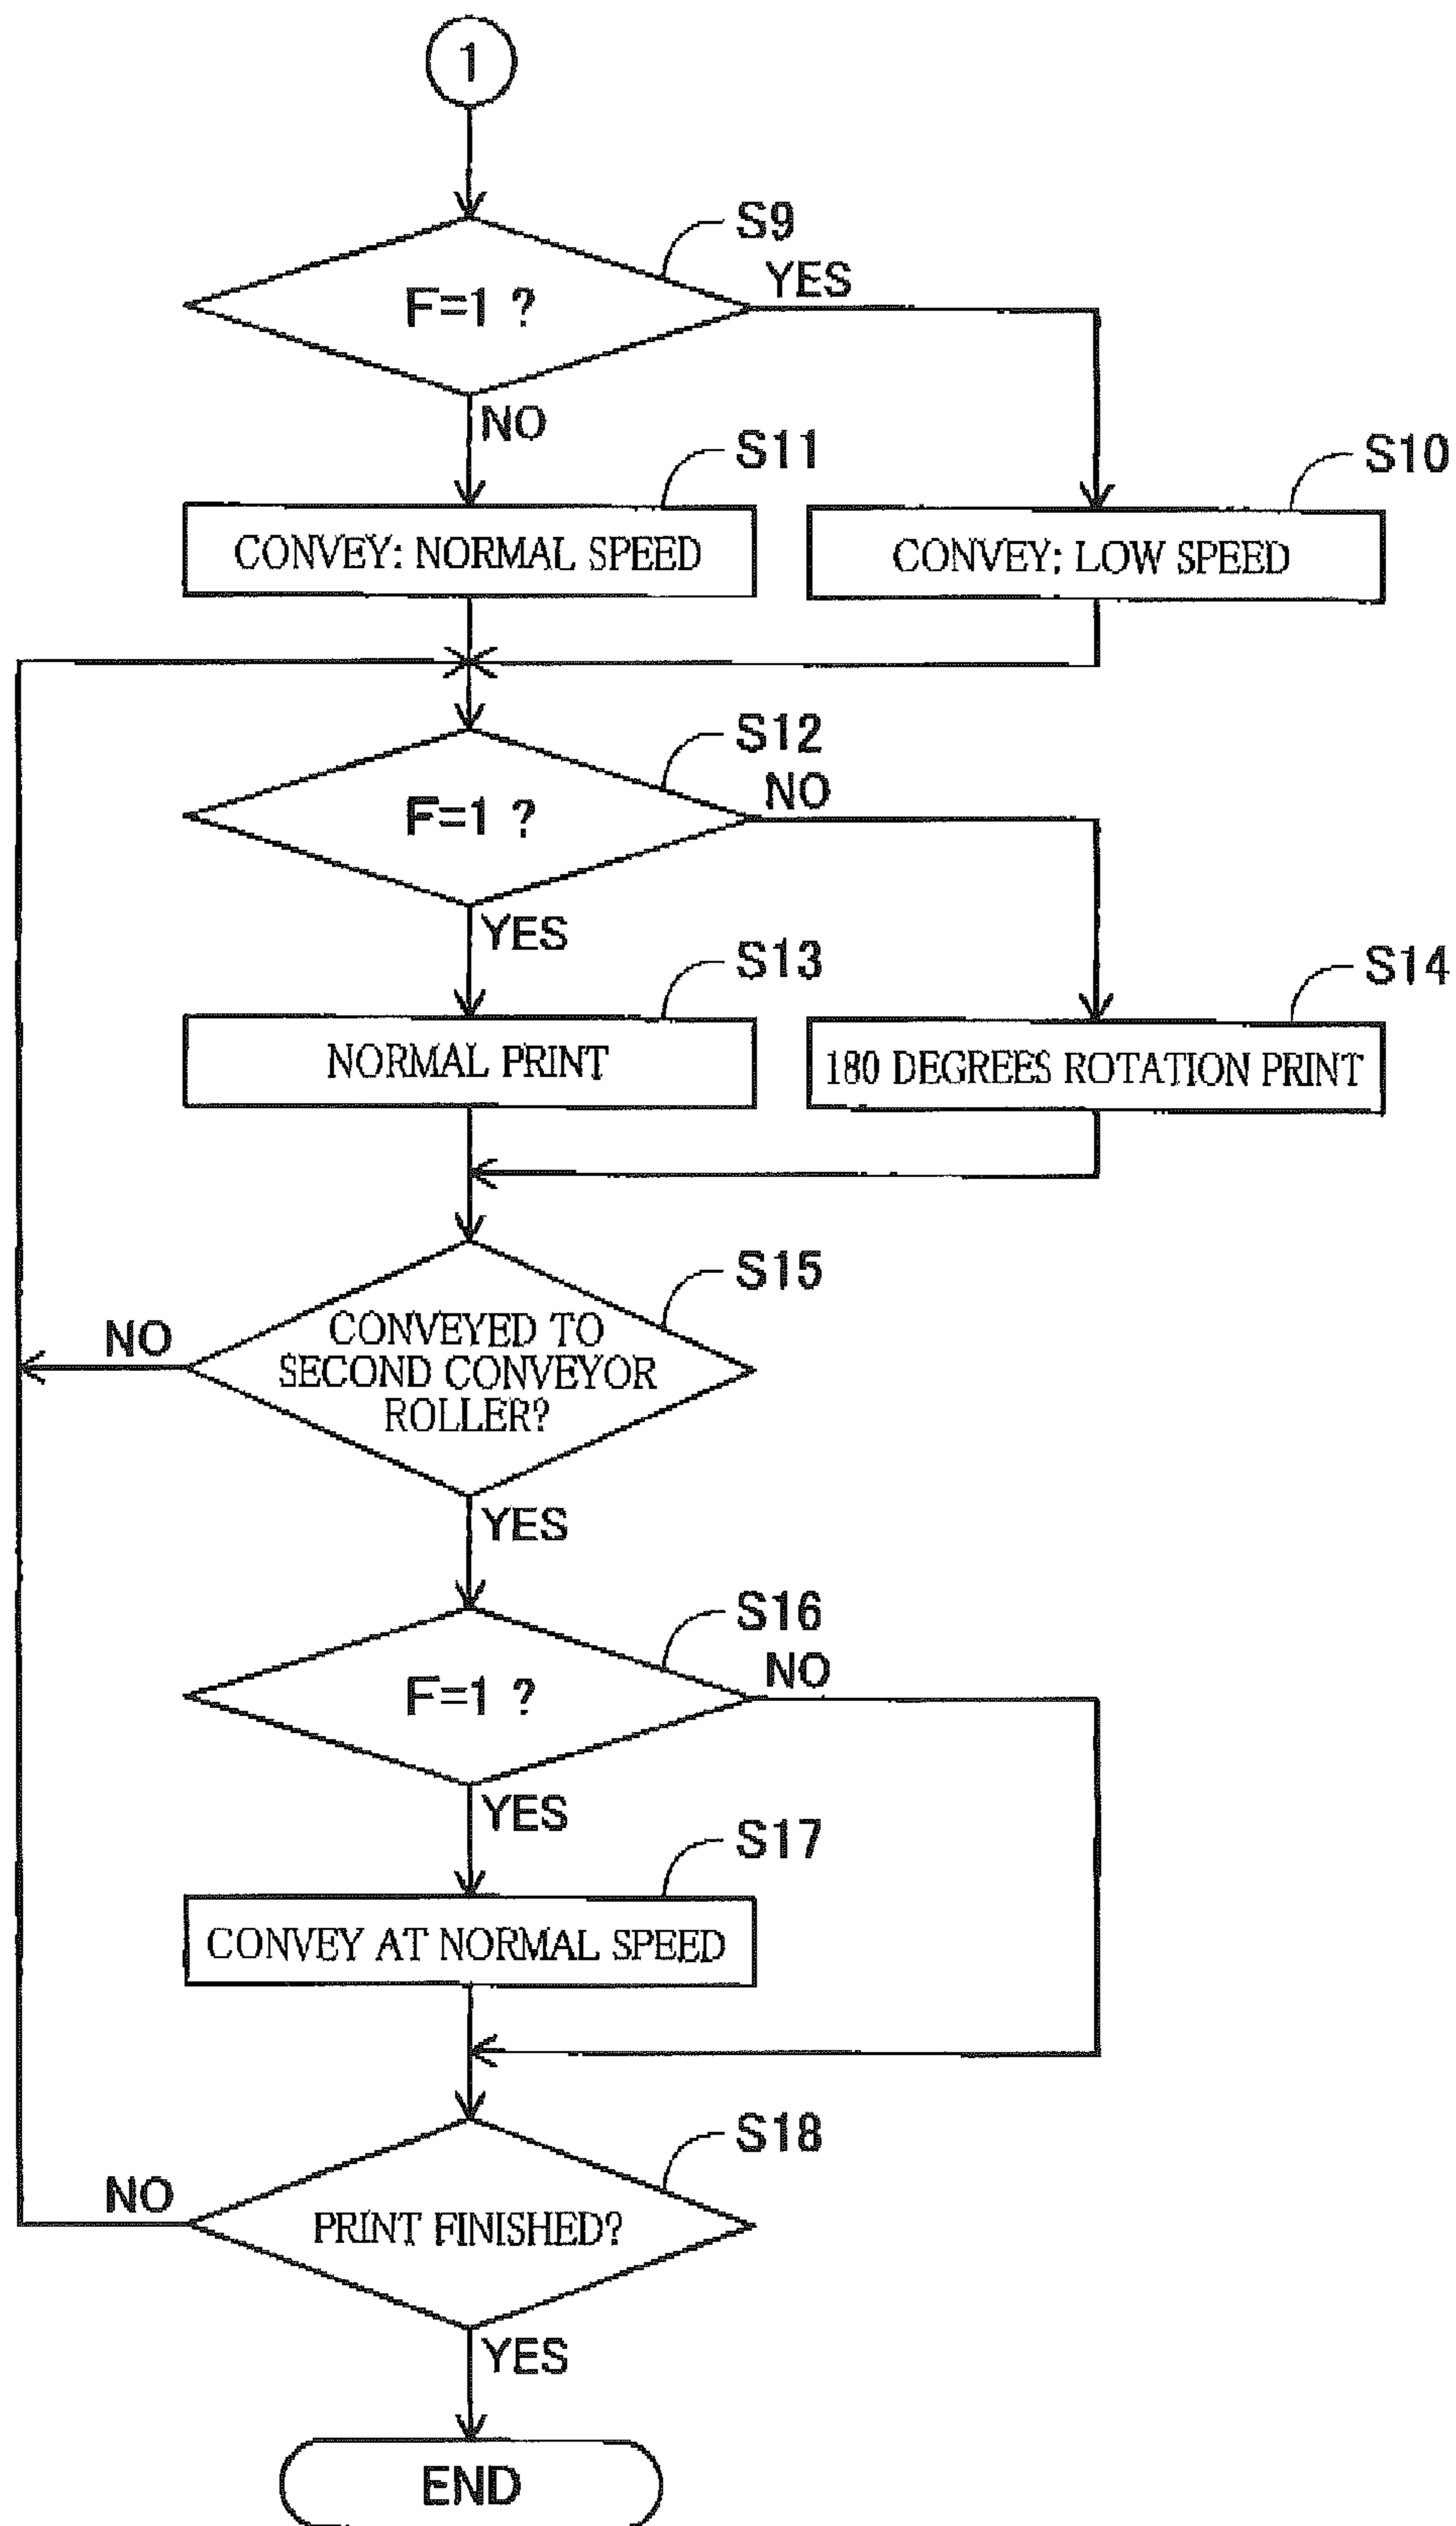 1
S9
F=1 ?
YES
NO
S11
S10
CONVEY: NORMAL SPEED
CONVEY; LOW SPEED
S12
F=1 ?
NO
YES
S13
S14
NORMAL PRINT
180 DEGREES ROTATION PRINT
S15
CONVEYED TO
SECOND CONVEYOR
ROLLER?
NO
YES
S16
F=1 ?
NO
YES
S17
CONVEY AT NORMAL SPEED
S18
PRINT FINISHED?
NO
YES
END